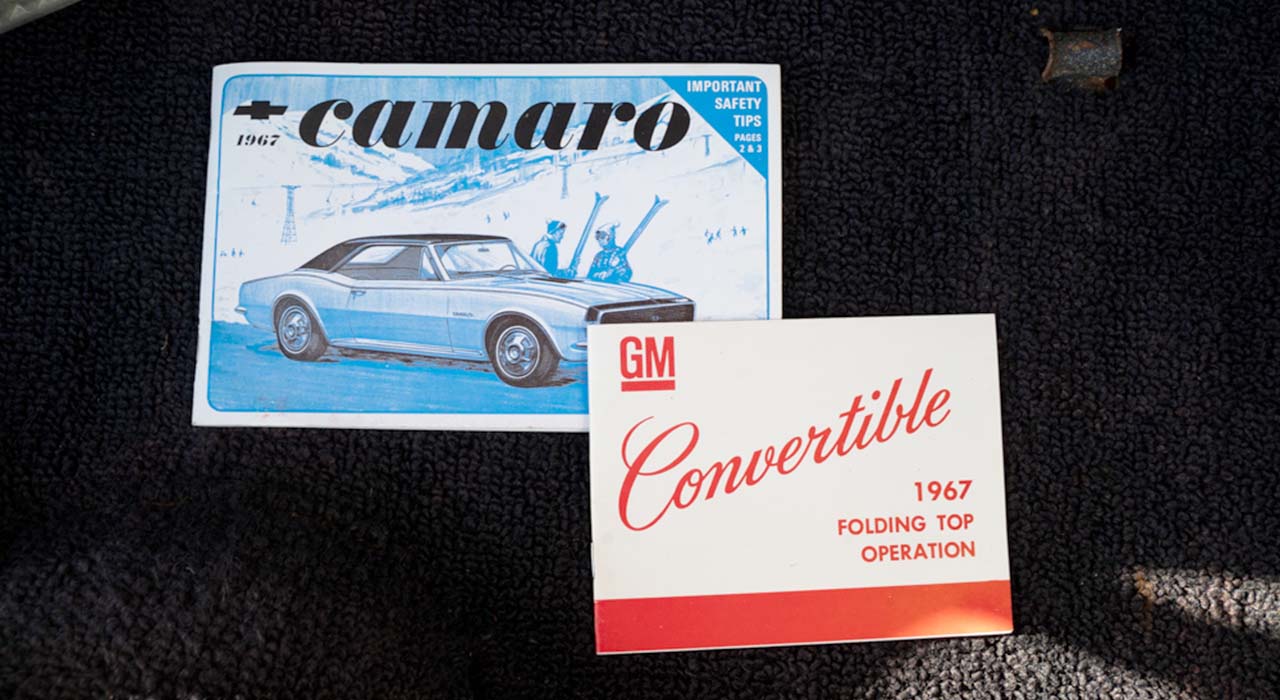 camaro
1967
IMPORTANT
SAFETY
TIPS
PAGES
2 & 3
GM
Convertible
1967
FOLDING TOP
OPERATION